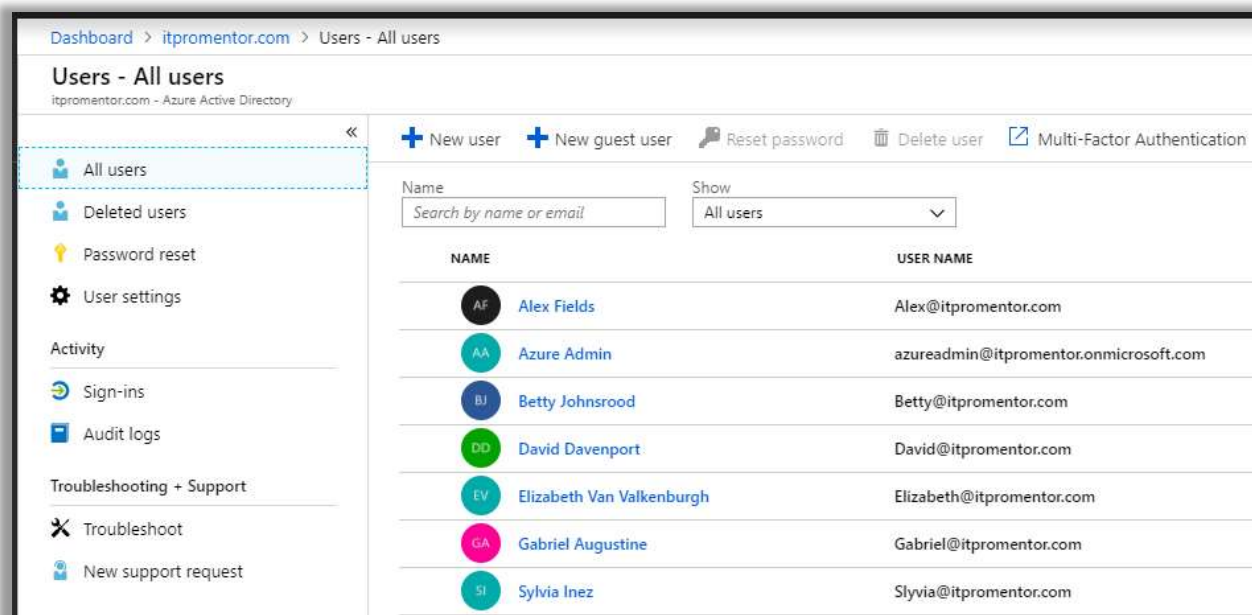 Dashboard > itpromentor.com > Users - All users
Users - All users
itpromentor.com - Azure Active Directory
«
All users
Deleted users
Password reset
User settings
Activity
Sign-ins
Audit logs
Troubleshooting + Support
Troubleshoot
New support request
New user New guest user Reset password Delete user Multi-Factor Authentication
Name Show
Search by name or email All users
NAME USER NAME
AF Alex Fields Alex@itpromentor.com
AA Azure Admin azureadmin@itpromentor.onmicrosoft.com
BJ Betty Johnsrood Betty@itpromentor.com
DD David Davenport David@itpromentor.com
EV Elizabeth Van Valkenburgh Elizabeth@itpromentor.com
GA Gabriel Augustine Gabriel@itpromentor.com
SI Sylvia Inez Slyvia@itpromentor.com